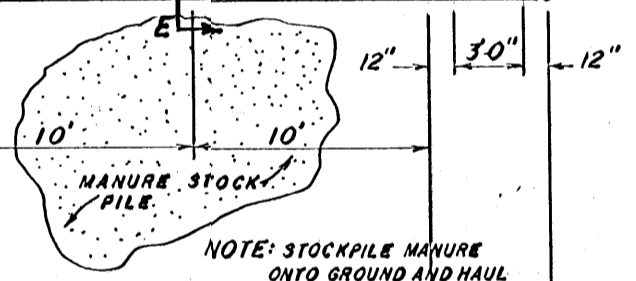 E
12" 3'0" 12"
10' 10'
MANURE STOCK
PILE
NOTE: STOCKPILE MANURE
ONTO GROUND AND HAUL